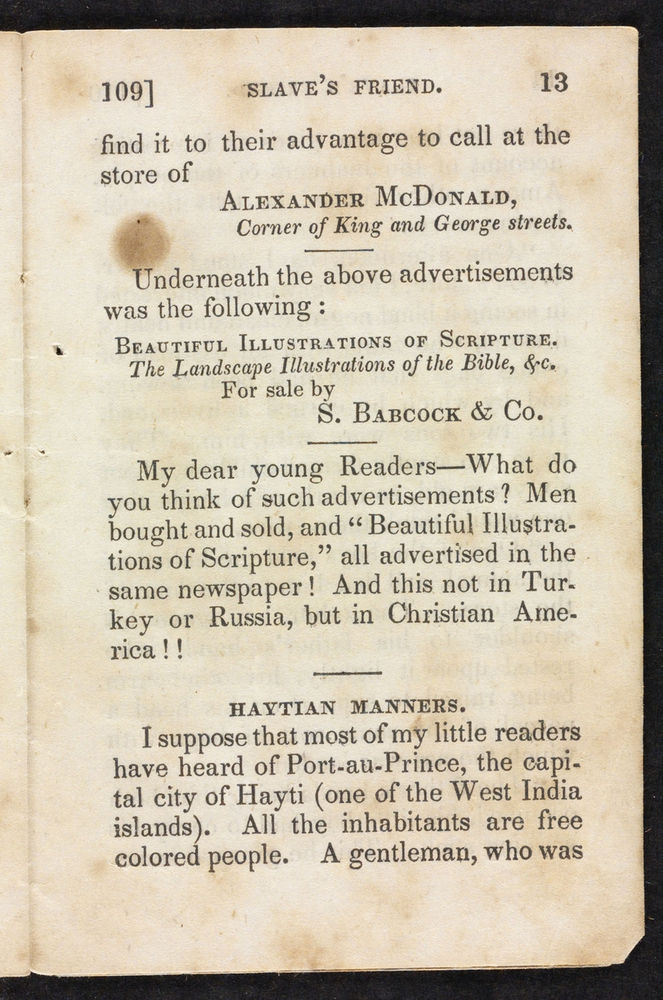 109] SLAVE'S FRIEND. 13
find it to their advantage to call at the
store of
ALEXANDER MCDONALD,
Corner of King and George streets.
Underneath the above advertisements
was the following :
BEAUTIFUL ILLUSTRATIONS OF SCRIPTURE.
The Landscape Illustrations of the Bible, &c.
For sale by
S. BABCOCK & Co.
My dear young Readers—What do
you think of such advertisements ? Men
bought and sold, and “ Beautiful Illustra-
tions of Scripture,” all advertised in the
same newspaper ! And this not in Tur-
key or Russia, but in Christian Ame-
rica ! !
HAYTIAN MANNERS.
I suppose that most of my little readers
have heard of Port-au-Prince, the capi-
tal city of Hayti (one of the West India
islands). All the inhabitants are free
colored people. A gentleman, who was